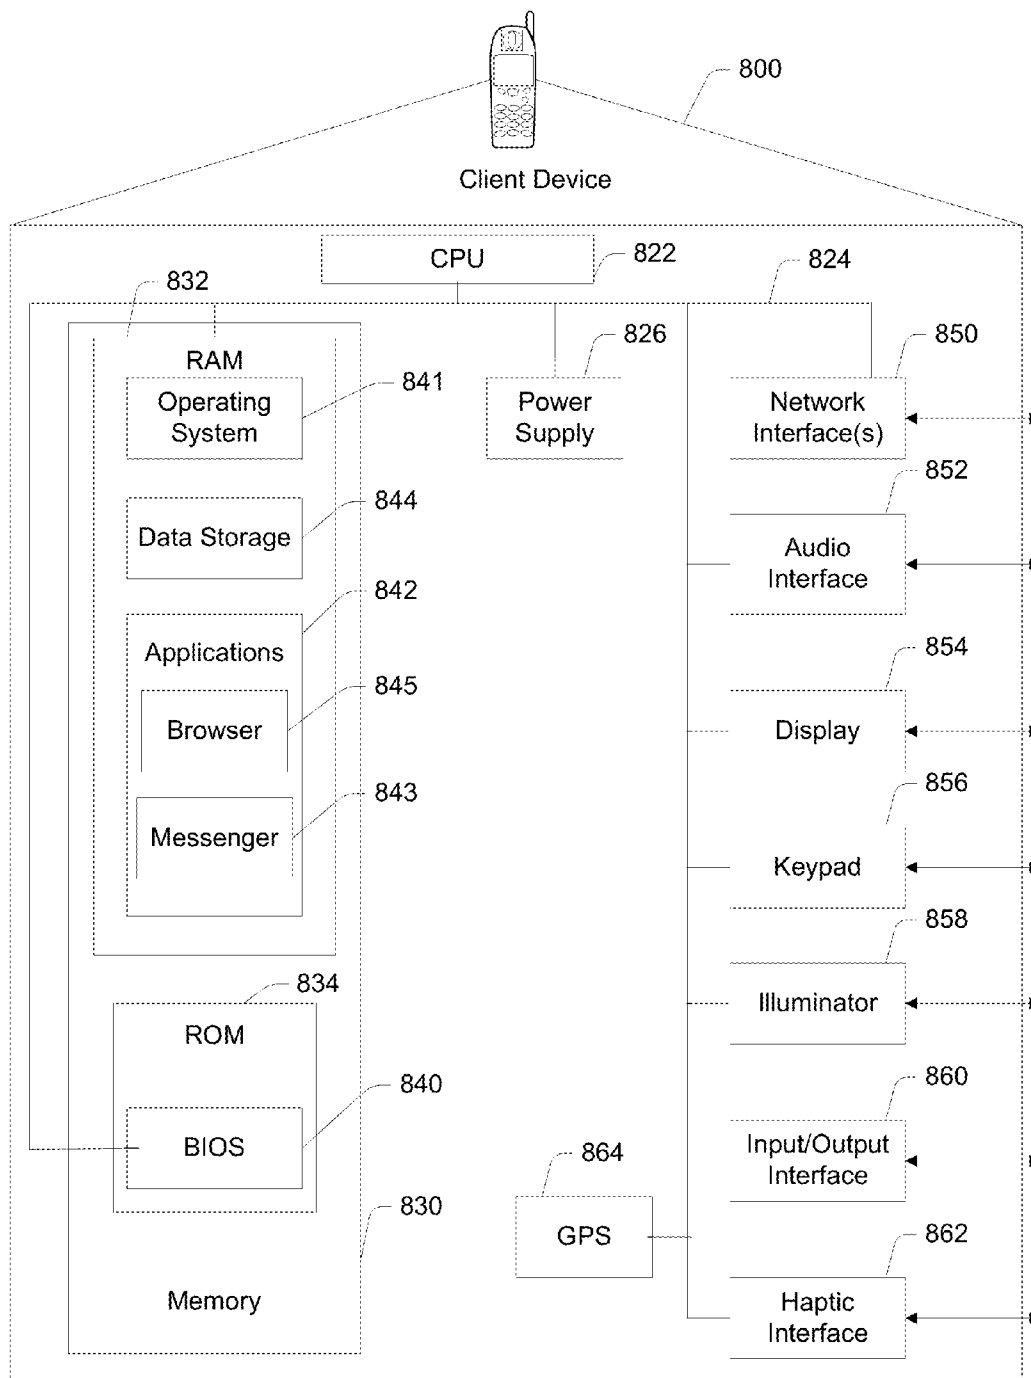 800
Client Device
CPU
822
824
832
826
850
RAM
Operating
System
841
Power
Supply
Network
Interface(s)
852
844
Data Storage
Audio
Interface
842
Applications
854
845
Browser
Display
856
843
Messenger
Keypad
858
834
ROM
Illuminator
840
BIOS
860
Input/Output
Interface
864
GPS
830
862
Memory
Haptic
Interface